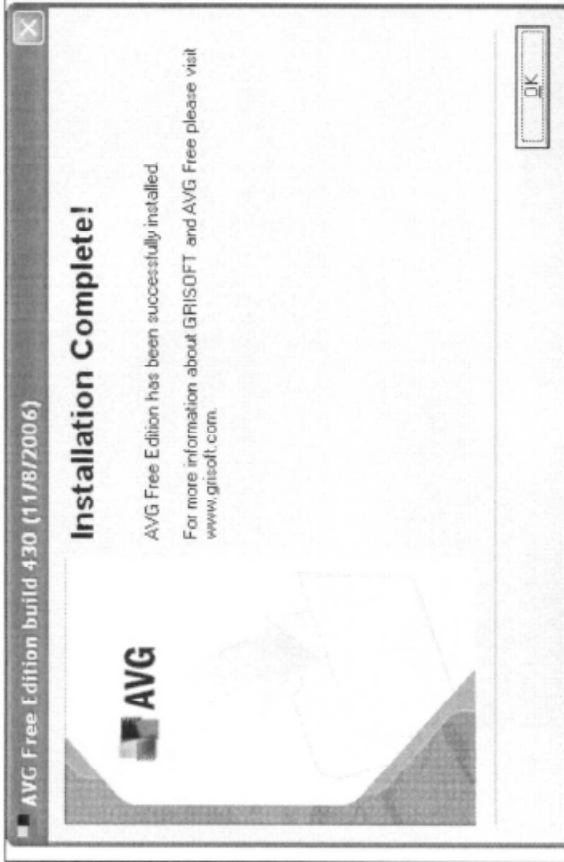 AVG Free Edition build 430 (11/8/2006)
AVG
Installation Complete!
AVG Free Edition has been successfully installed.
For more information about GRISOFT and AVG Free please visit
www.grisoft.com.
OK